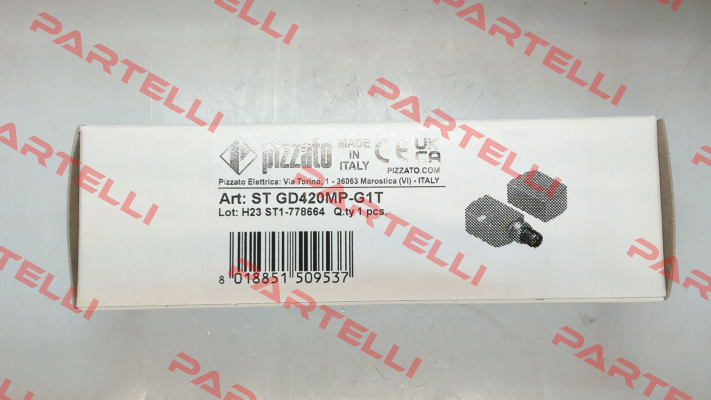 pizzato
MADE IN ITALY
CE UK CA
PIZZATO.COM
Pizzato Elettrica: Via Torino, 1 - 36063 Marostica (VI) - ITALY
Art: ST GD420MP-G1T
Lot: H23 ST1-778664 Q.ty 1 pcs.
8 018851 509537
PARTELLI
PARTELLI
PARTELLI
PARTELLI
PARTELLI
PARTELLI
PARTELLI
PARTELLI